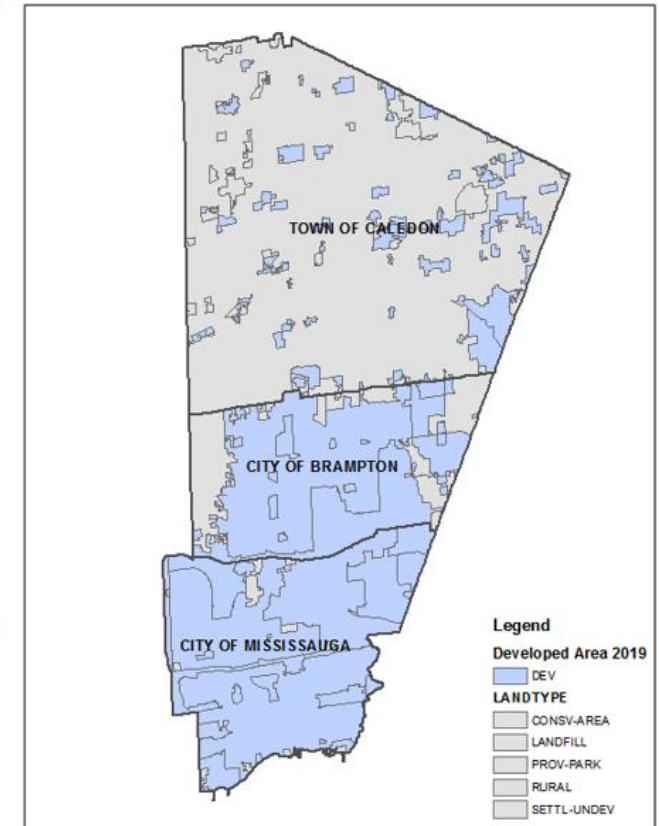 TOWN OF CALEDON
CITY OF BRAMPTON
CITY OF MISSISSAUGA
Legend
Developed Area 2019
DEV
LANDTYPE
CONSV-AREA
LANDFILL
PROV-PARK
RURAL
SETTL-UNDEV